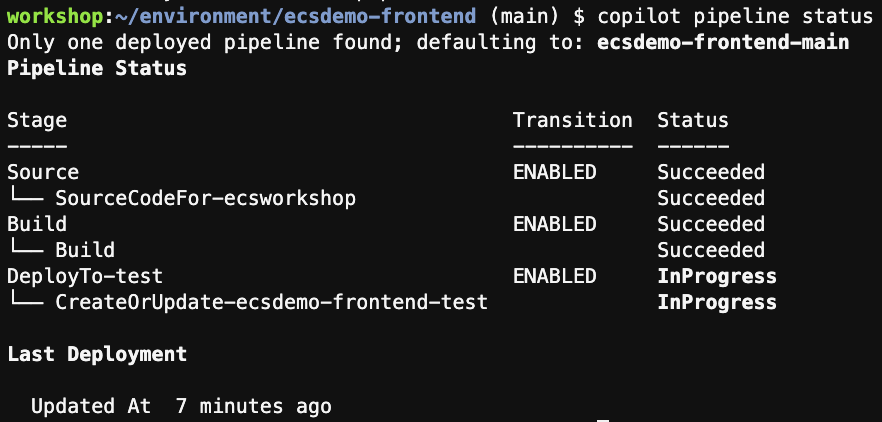 workshop:~/environment/ecsdemo-frontend (main) $ copilot pipeline status
Only one deployed pipeline found; defaulting to: ecsdemo-frontend-main
Pipeline Status

Stage                                     Transition  Status
-----                                     ----------  ------
Source                                    ENABLED     Succeeded
└── SourceCodeFor-ecsworkshop                         Succeeded
Build                                     ENABLED     Succeeded
└── Build                                             Succeeded
DeployTo-test                             ENABLED     InProgress
└── CreateOrUpdate-ecsdemo-frontend-test              InProgress

Last Deployment

  Updated At  7 minutes ago